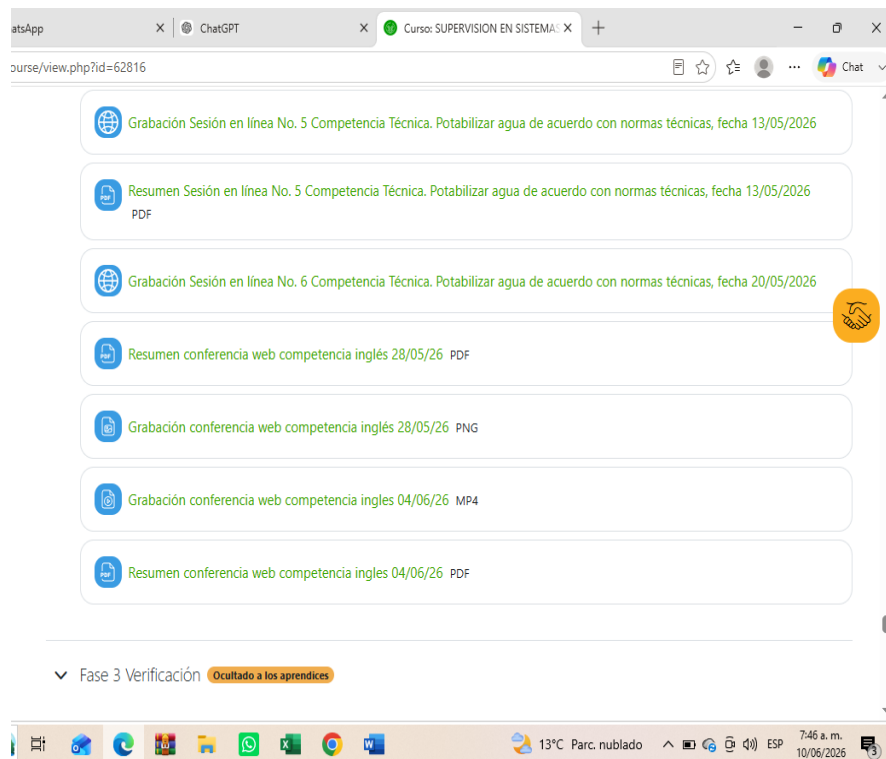 atsApp
ChatGPT
Curso: SUPERVISION EN SISTEMAS
ourse/view.php?id=62816
Chat
Grabación Sesión en línea No. 5 Competencia Técnica. Potabilizar agua de acuerdo con normas técnicas, fecha 13/05/2026
Resumen Sesión en línea No. 5 Competencia Técnica. Potabilizar agua de acuerdo con normas técnicas, fecha 13/05/2026
PDF
Grabación Sesión en línea No. 6 Competencia Técnica. Potabilizar agua de acuerdo con normas técnicas, fecha 20/05/2026
Resumen conferencia web competencia inglés 28/05/26 PDF
Grabación conferencia web competencia inglés 28/05/26 PNG
Grabación conferencia web competencia ingles 04/06/26 MP4
Resumen conferencia web competencia ingles 04/06/26 PDF
Fase 3 Verificación Ocultado a los aprendices
13°C Parc. nublado ESP 7:46 a. m.
10/06/2026 3